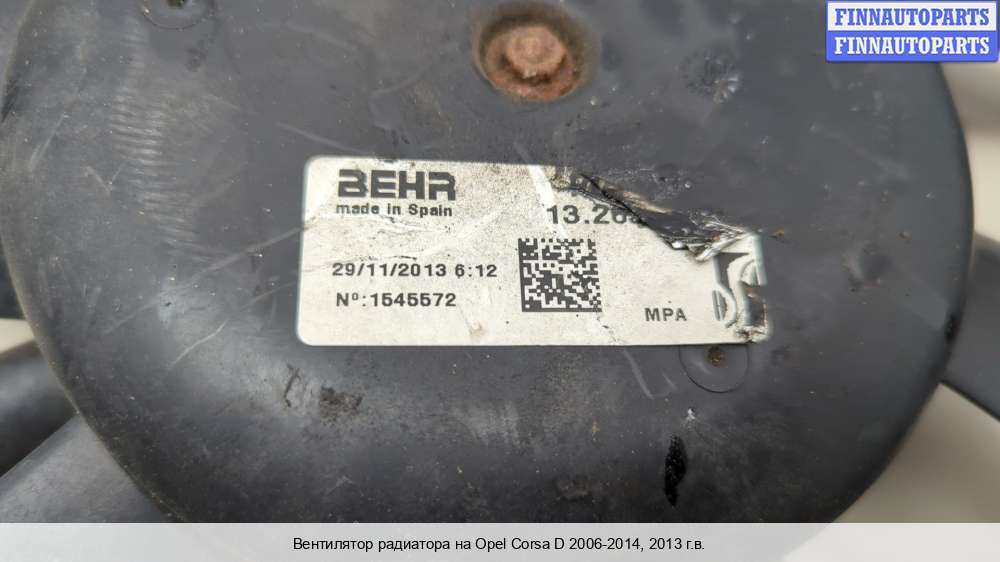 FINNAUTOPARTS
FINNAUTOPARTS
BEHR
made in Spain
29/11/2013 6:12
Nº:1545572
MPA
Вентилятор радиатора на Opel Corsa D 2006-2014, 2013 г.в.